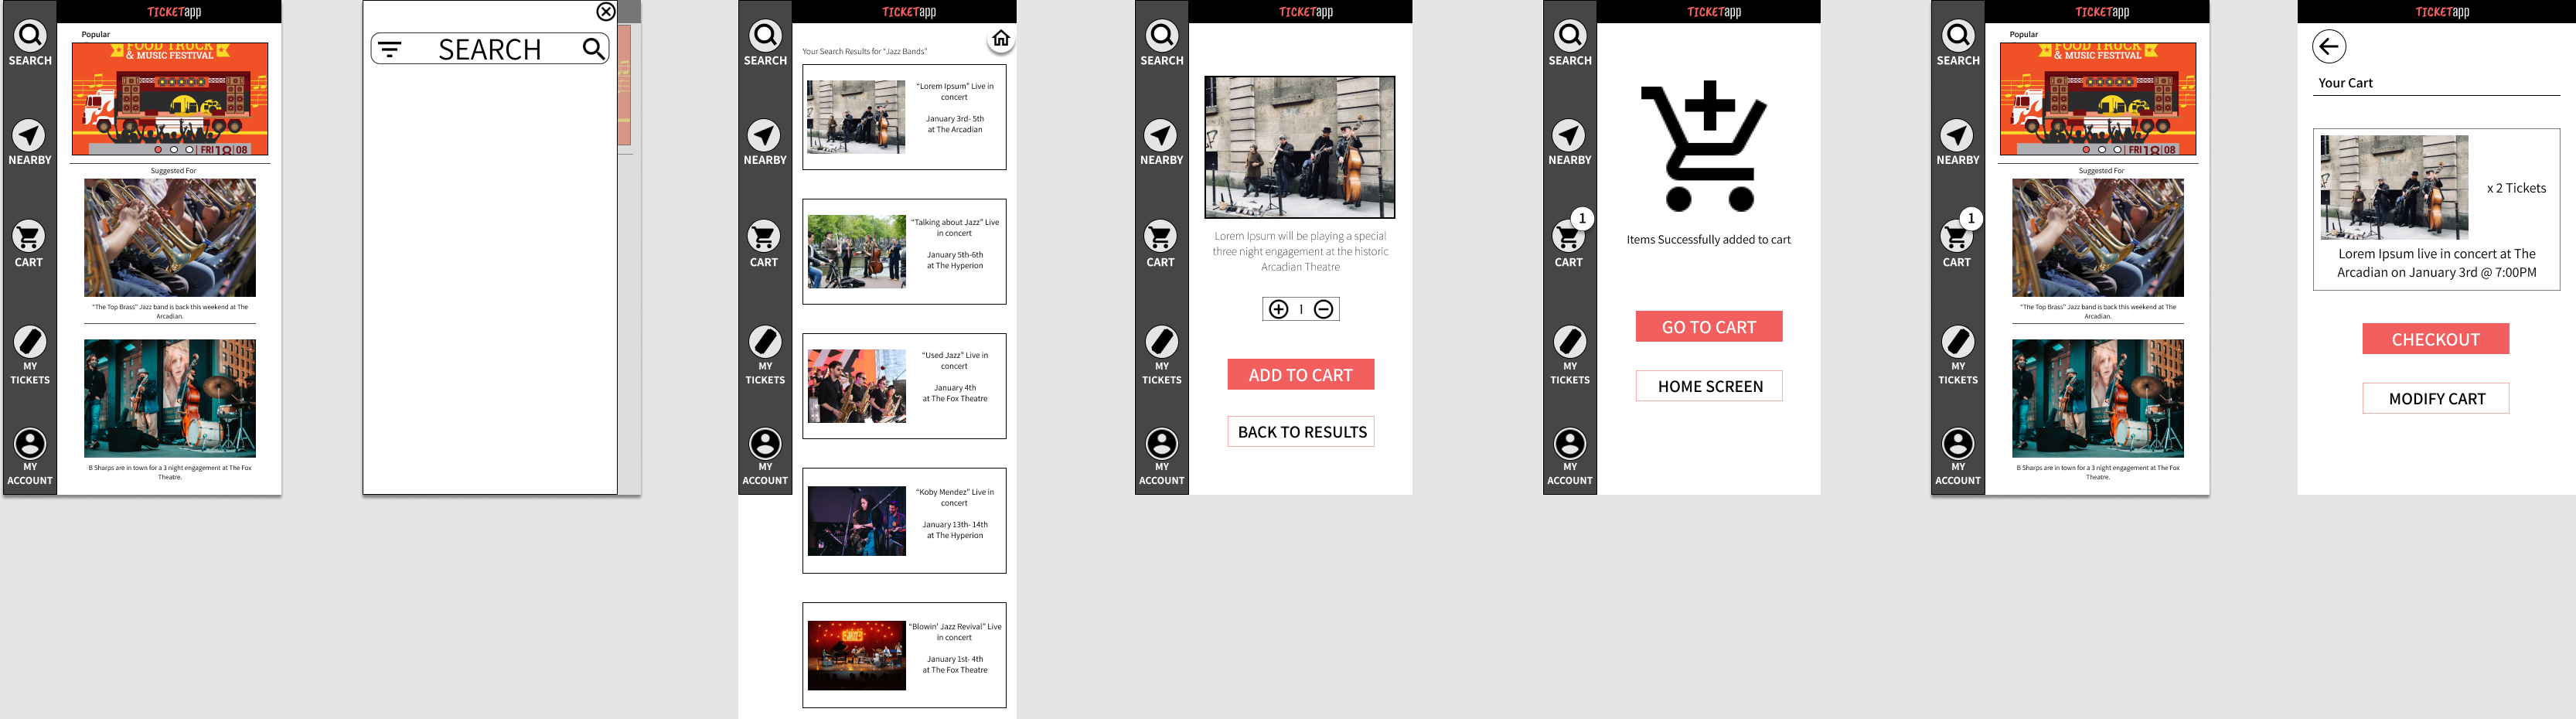 TICKETapp
SEARCH
NEARBY
CART
MY
TICKETS
MY
ACCOUNT
Popular
FOOD TRUCK
& MUSIC FESTIVAL
FRI 18 08
Suggested For
"The Top Brass" Jazz band is back this weekend at The
Arcadian.
B Sharps are in town for a 3 night engagement at The Fox
Theatre.
SEARCH
TICKETapp
SEARCH
NEARBY
CART
MY
TICKETS
MY
ACCOUNT
Your Search Results for "Jazz Bands"
"Lorem Ipsum" Live in
concert
January 3rd- 5th
at The Arcadian
"Talking about Jazz" Live
in concert
January 5th-6th
at The Hyperion
"Used Jazz" Live in
concert
January 4th
at The Fox Theatre
"Koby Mendez" Live in
concert
January 13th- 14th
at The Hyperion
JAZZ
"Blowin' Jazz Revival" Live
in concert
January 1st- 4th
at The Fox Theatre
TICKETapp
SEARCH
NEARBY
CART
MY
TICKETS
MY
ACCOUNT
Lorem Ipsum will be playing a special
three night engagement at the historic
Arcadian Theatre
1
ADD TO CART
BACK TO RESULTS
TICKETapp
SEARCH
NEARBY
1
CART
MY
TICKETS
MY
ACCOUNT
Items Successfully added to cart
GO TO CART
HOME SCREEN
TICKETapp
SEARCH
NEARBY
1
CART
MY
TICKETS
MY
ACCOUNT
Popular
FOOD TRUCK
& MUSIC FESTIVAL
FRI 18 08
Suggested For
"The Top Brass" Jazz band is back this weekend at The
Arcadian.
B Sharps are in town for a 3 night engagement at The Fox
Theatre.
TICKETapp
Your Cart
x 2 Tickets
Lorem Ipsum live in concert at The
Arcadian on January 3rd @ 7:00PM
CHECKOUT
MODIFY CART